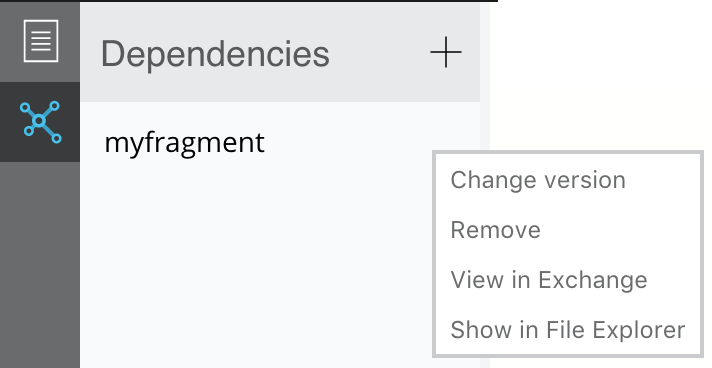 Dependencies
myfragment
Change version
Remove
View in Exchange
Show in File Explorer